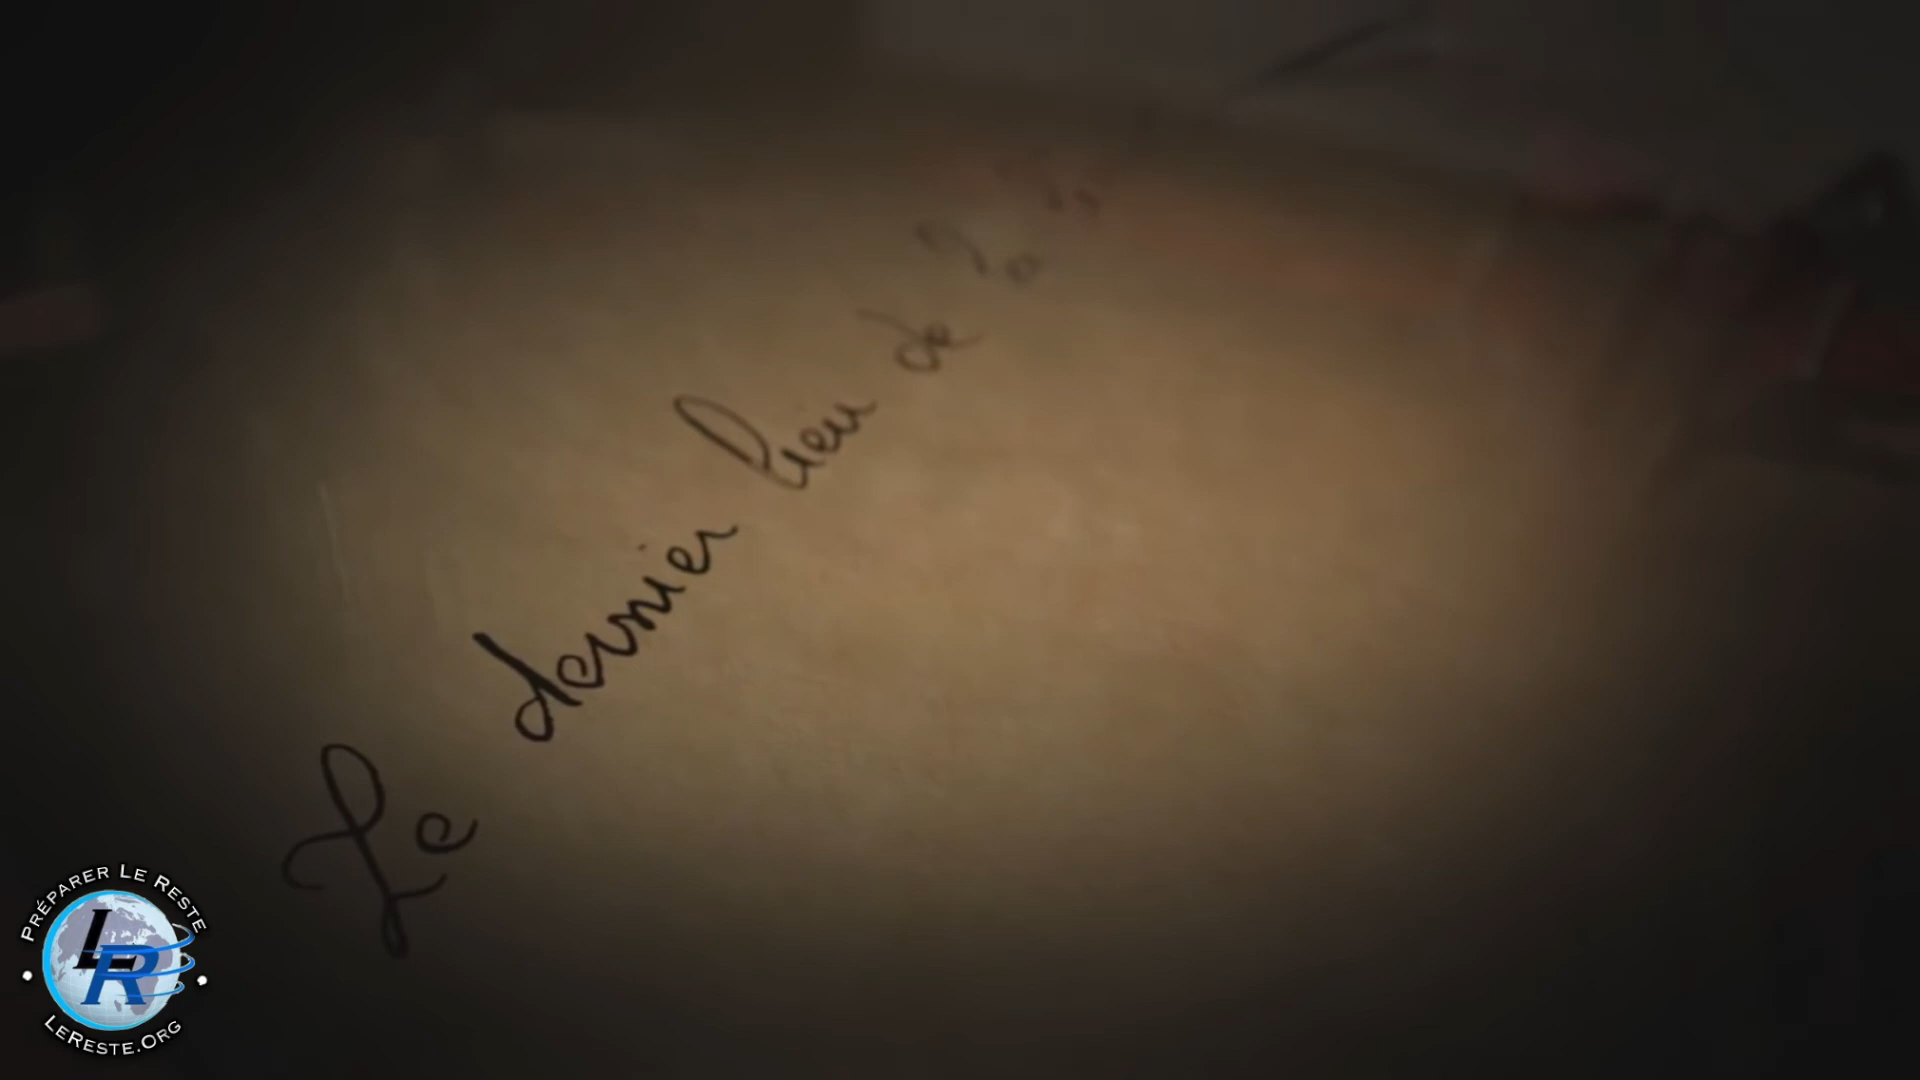 Le dernier lieu de
PRÉPARER LE RESTE
LR
LERESTE.ORG